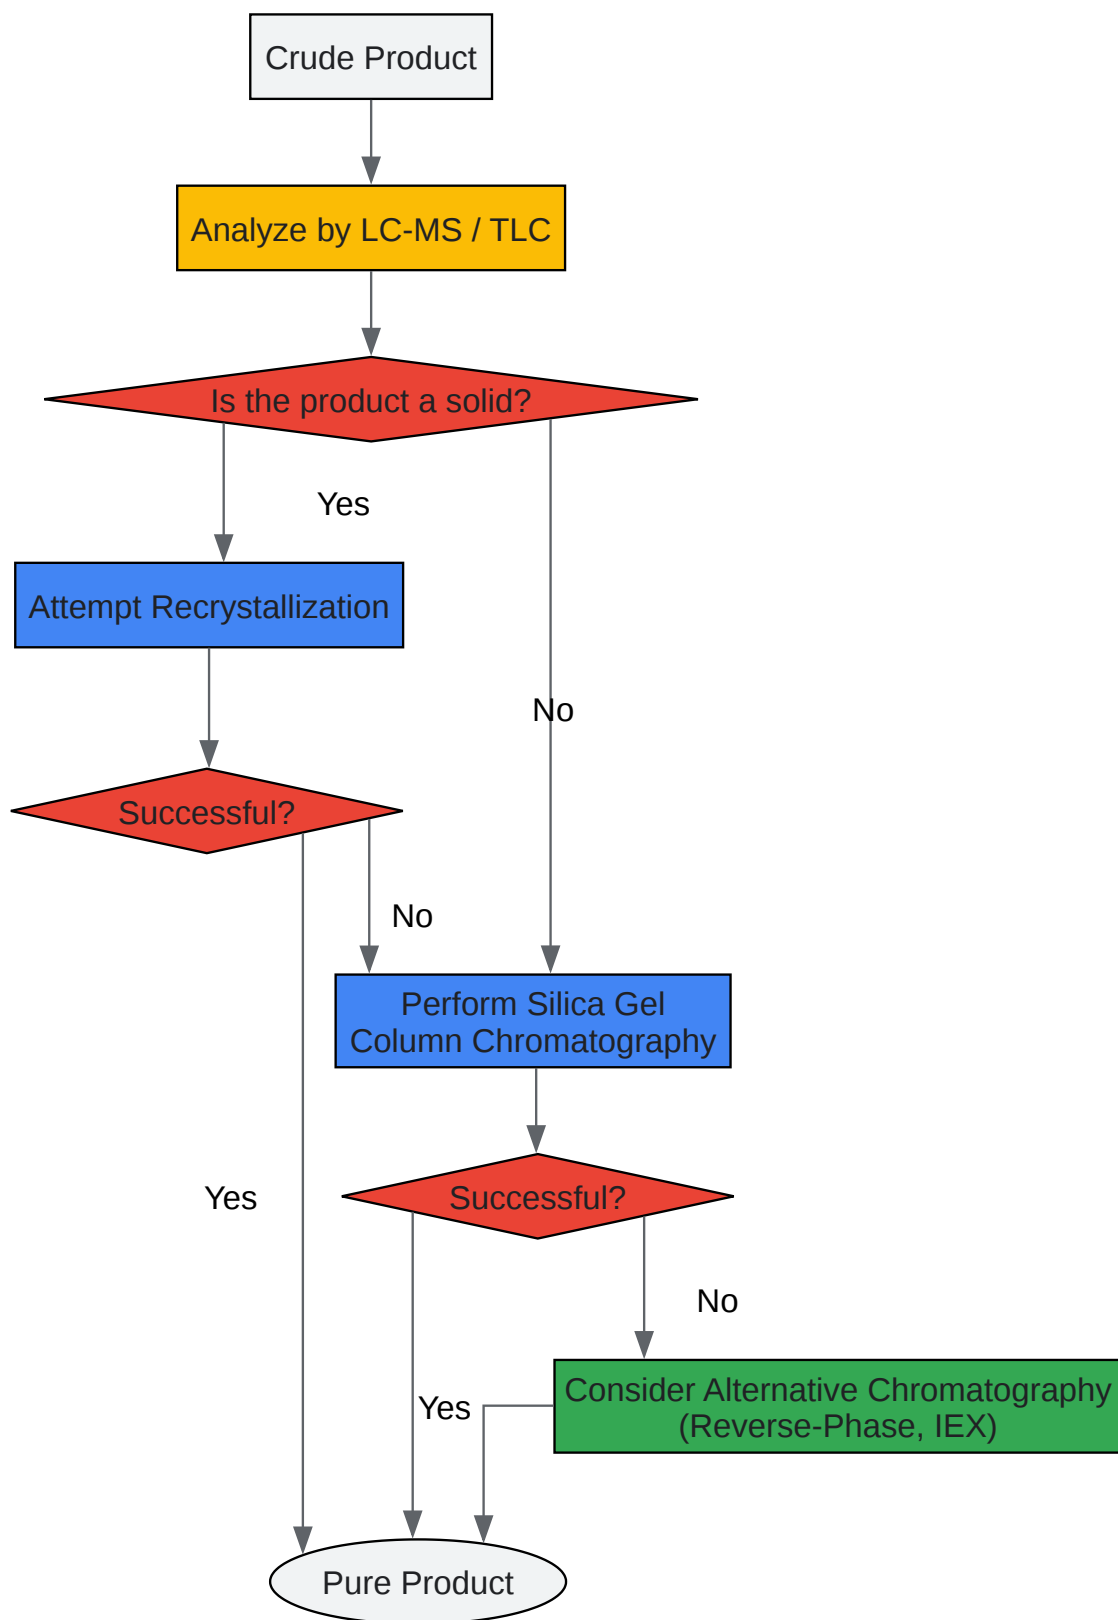 Crude Product
Analyze by LC-MS / TLC
Is the product a solid?
Yes
Attempt Recrystallization
No
Successful?
No
Perform Silica Gel
Column Chromatography
Yes
Successful?
No
Consider Alternative Chromatography
(Reverse-Phase, IEX)
Yes
Pure Product